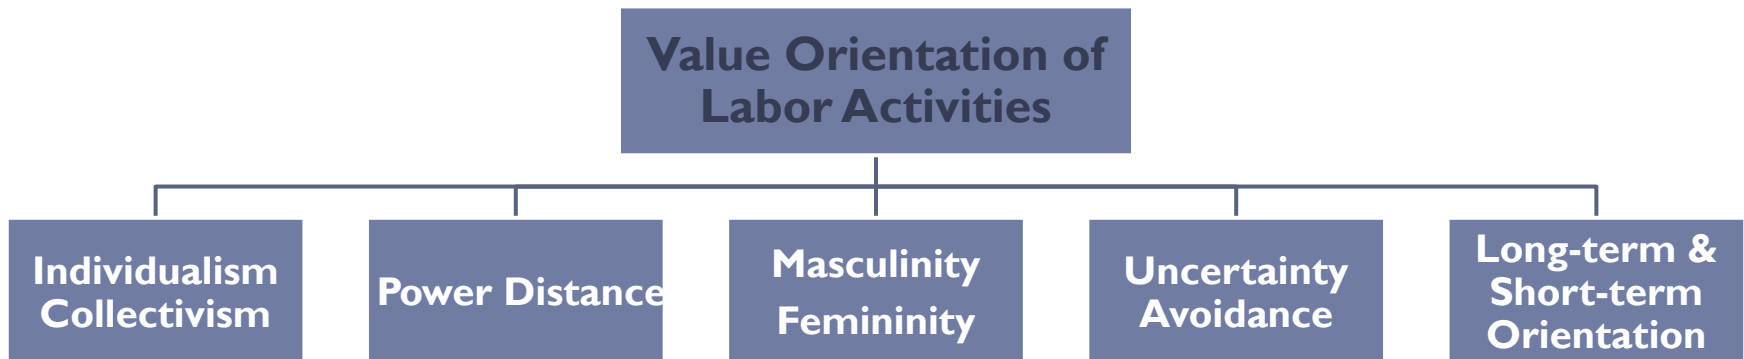 Value Orientation of
Labor Activities
Individualism
Collectivism
Power Distance
Masculinity
Femininity
Uncertainty
Avoidance
Long-term &
Short-term
Orientation